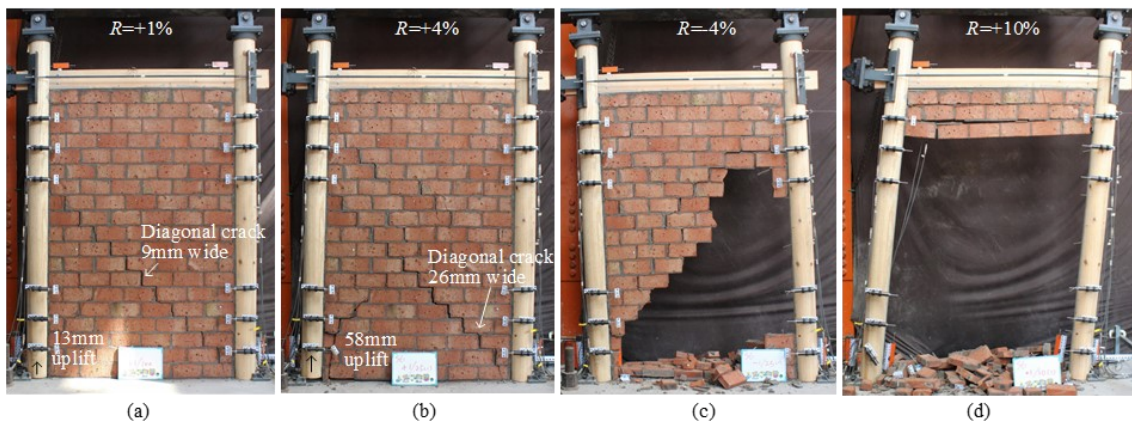 R=+1%
R=+4%
R=-4%
R=+10%
Diagonal crack
9mm wide
Diagonal crack
26mm wide
13mm
uplift
58mm
uplift
(a)
(b)
(c)
(d)